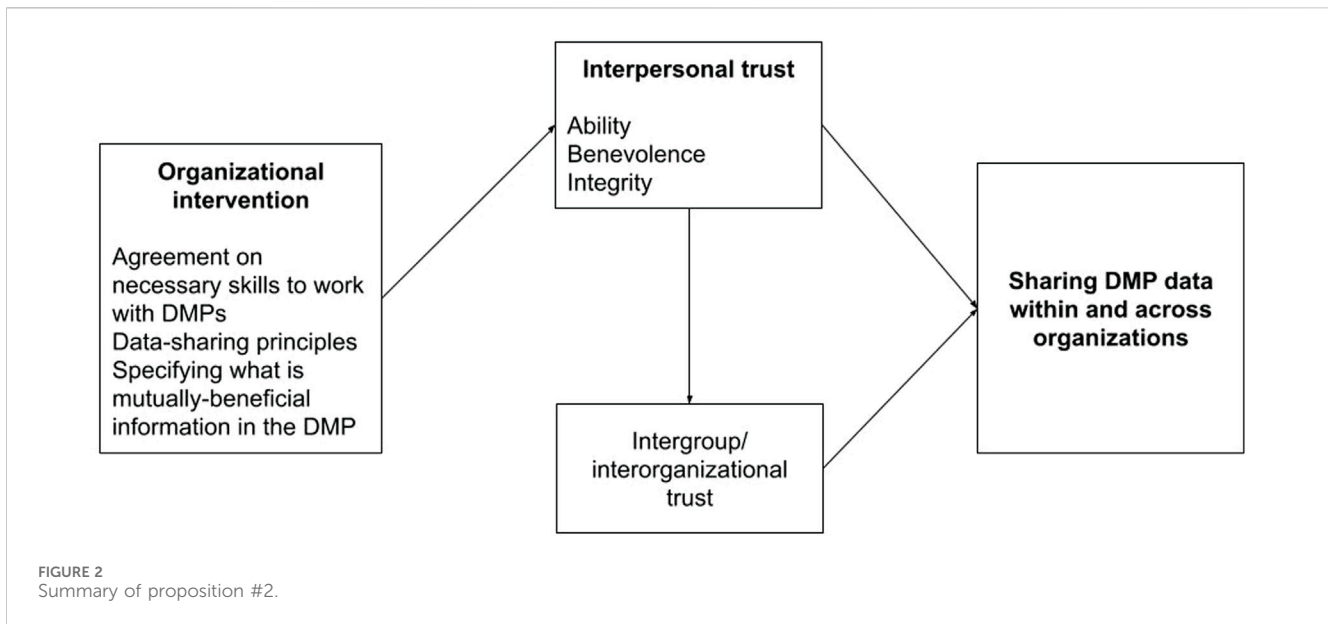 Organizational
intervention
Agreement on
necessary skills to work
with DMPs
Data-sharing principles
Specifying what is
mutually-beneficial
information in the DMP
Interpersonal trust
Ability
Benevolence
Integrity
Intergroup/
interorganizational
trust
Sharing DMP data
within and across
organizations
FIGURE 2
Summary of proposition #2.